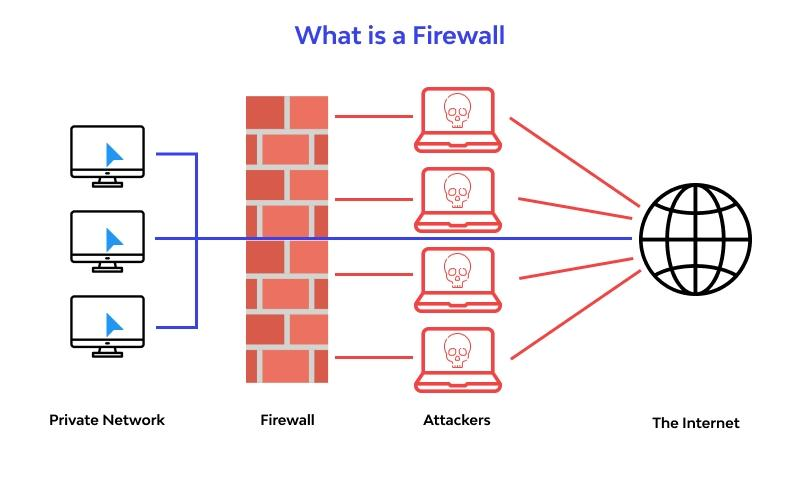 What is a Firewall
Private Network
Firewall
Attackers
The Internet